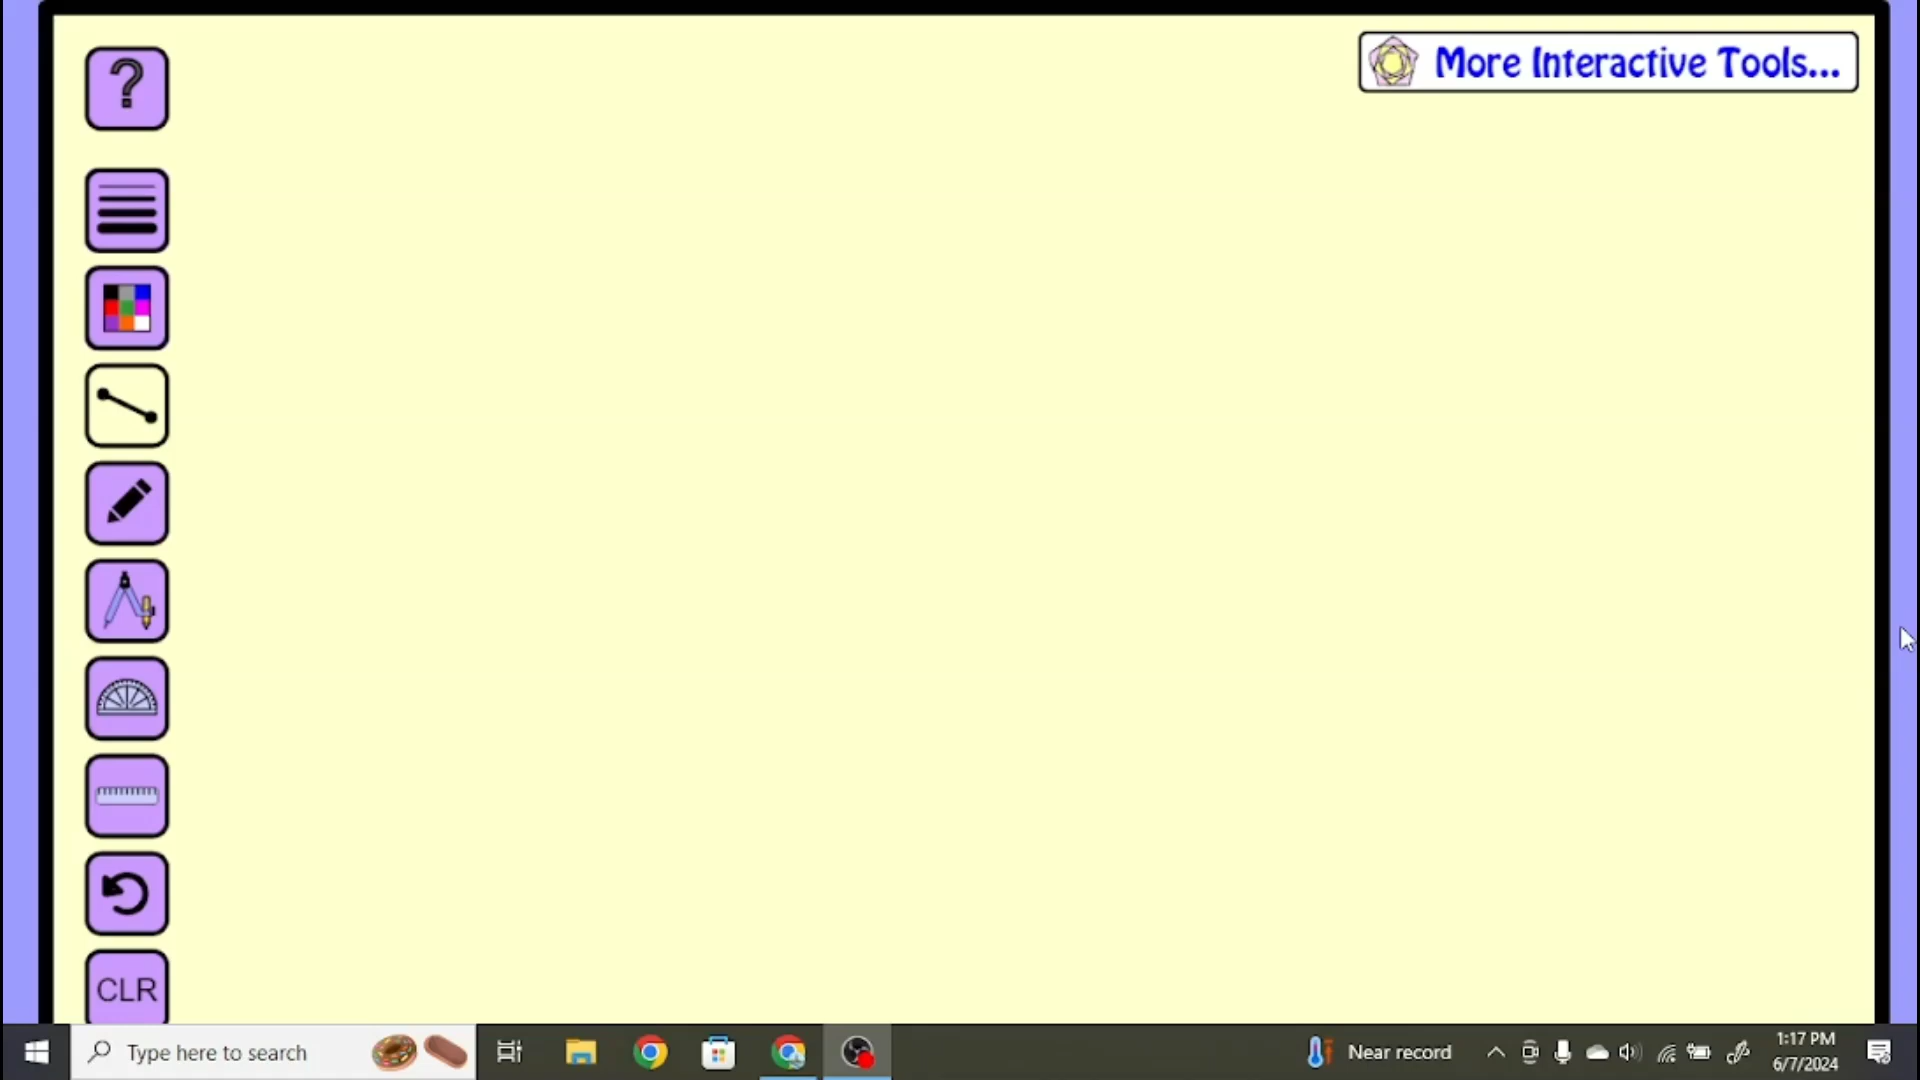 ?
More Interactive Tools...
CLR
Type here to search
Near record
1:17 PM
6/7/2024